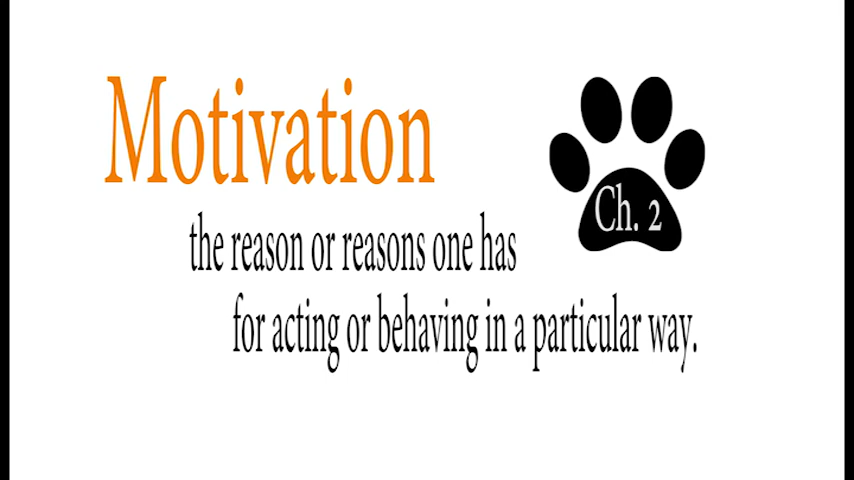 Motivation
Ch. 2
the reason or reasons one has
for acting or behaving in a particular way.